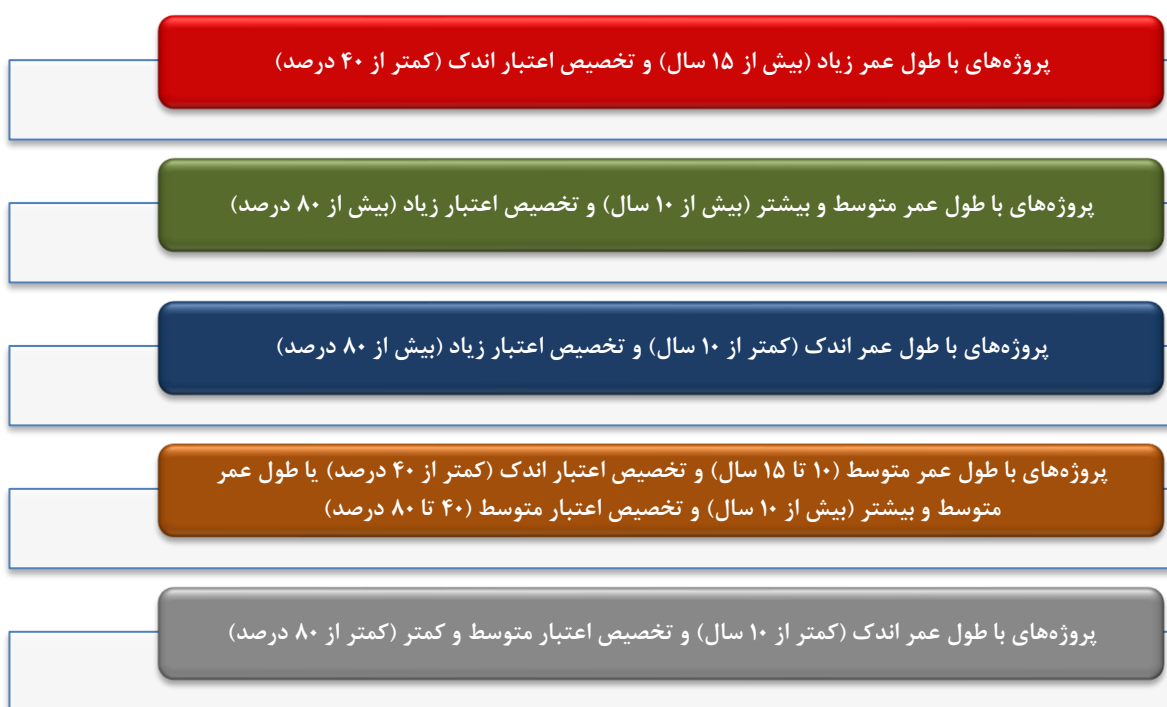 پروژه‌های با طول عمر زیاد (بیش از ۱۵ سال) و تخصیص اعتبار اندک (کمتر از ۴۰ درصد)
پروژه‌های با طول عمر متوسط و بیشتر (بیش از ۱۰ سال) و تخصیص اعتبار زیاد (بیش از ۸۰ درصد)
پروژه‌های با طول عمر اندک (کمتر از ۱۰ سال) و تخصیص اعتبار زیاد (بیش از ۸۰ درصد)
پروژه‌های با طول عمر متوسط (۱۰ تا ۱۵ سال) و تخصیص اعتبار اندک (کمتر از ۴۰ درصد) یا طول عمر
متوسط و بیشتر (بیش از ۱۰ سال) و تخصیص اعتبار متوسط (۴۰ تا ۸۰ درصد)
پروژه‌های با طول عمر اندک (کمتر از ۱۰ سال) و تخصیص اعتبار متوسط و کمتر (کمتر از ۸۰ درصد)